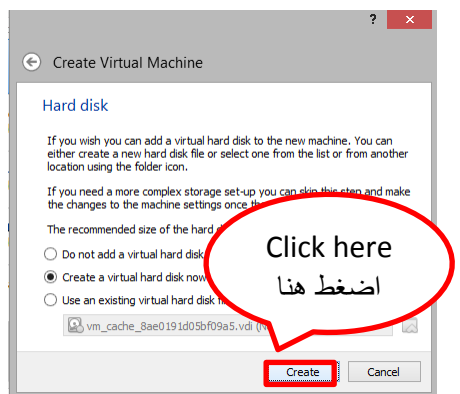 ?
Create Virtual Machine
Hard disk
If you wish you can add a virtual hard disk to the new machine. You can
either create a new hard disk file or select one from the list or from another
location using the folder icon.
If you need a more complex storage set-up you can skip this step and make
the changes to the machine settings once
The recommended size of the hard
Do not add a virtual hard disk
Create a virtual hard disk now
Use an existing virtual hard disk
vm_cache_8ae0191d05bf09a5.vdi
Click here
اضغط هنا
Create
Cancel